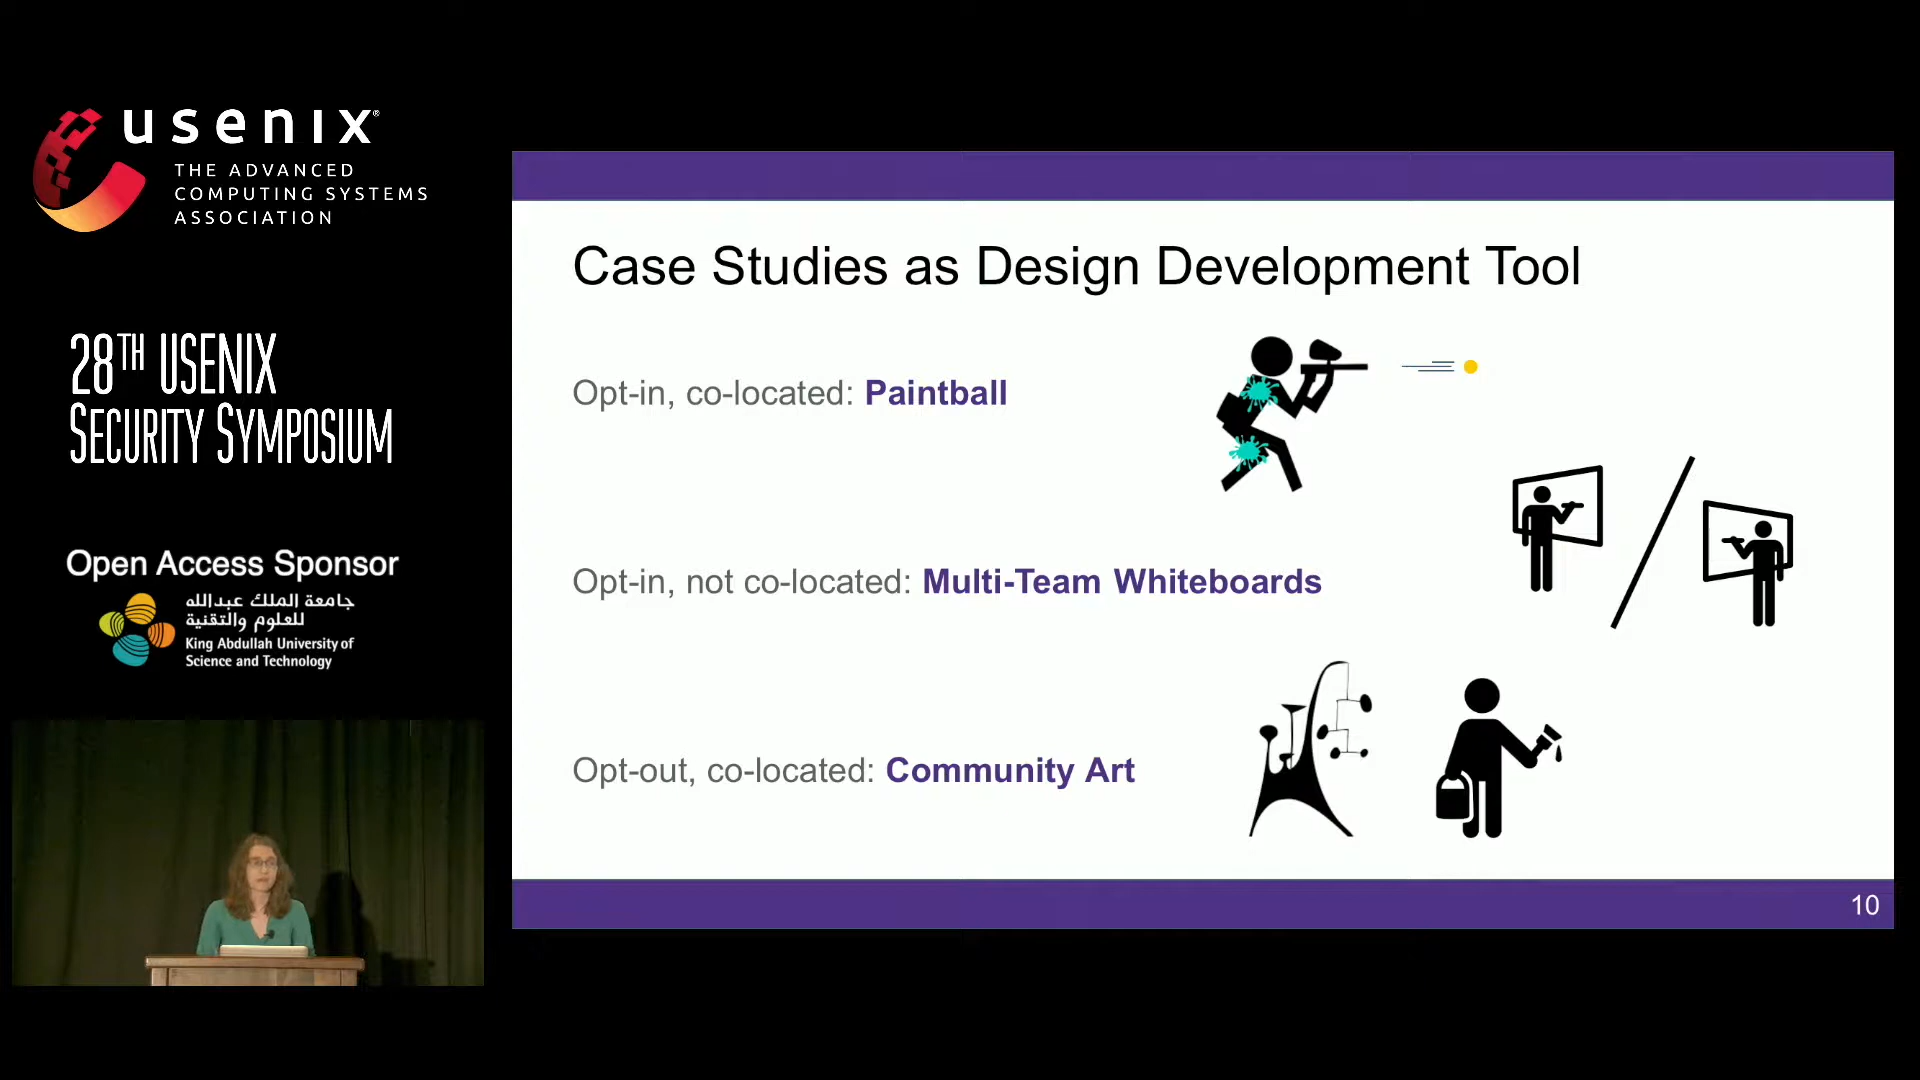 usenix®
THE ADVANCED
COMPUTING SYSTEMS
ASSOCIATION
28TH USENIX
SECURITY SYMPOSIUM
Open Access Sponsor
جامعة الملك عبدالله
للعلوم والتقنية
King Abdullah University of
Science and Technology
Case Studies as Design Development Tool
Opt-in, co-located: Paintball
Opt-in, not co-located: Multi-Team Whiteboards
Opt-out, co-located: Community Art
10